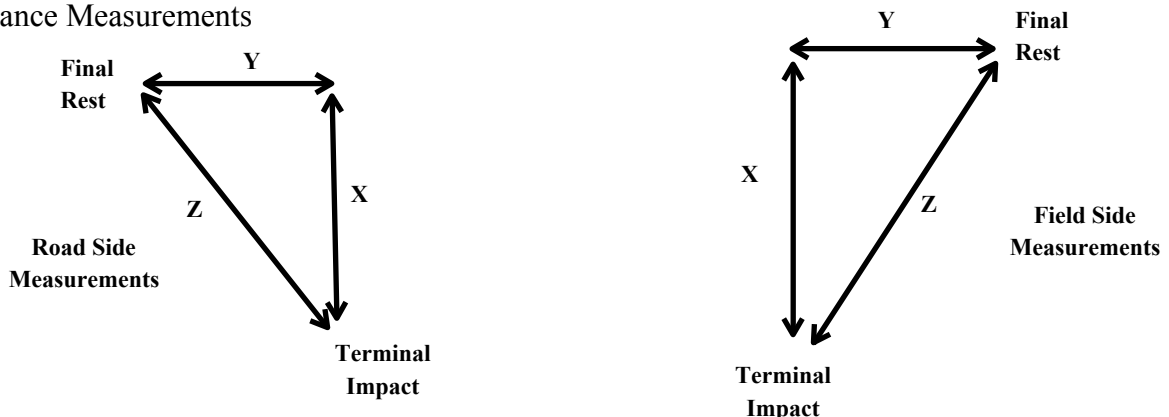 ance Measurements
Final
Rest
Y
Z
X
Road Side
Measurements
Terminal
Impact
Y
Final
Rest
X
Z
Field Side
Measurements
Terminal
Impact